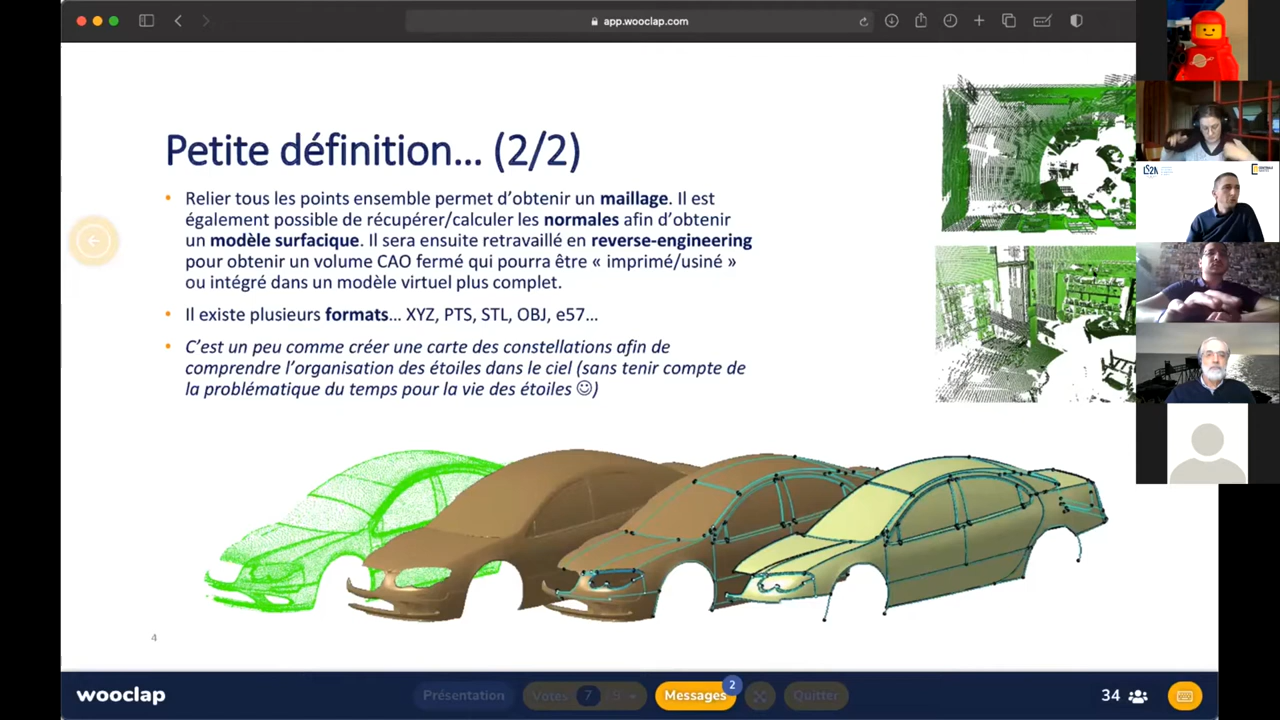 app.wooclap.com
Petite définition... (2/2)
• Relier tous les points ensemble permet d'obtenir un maillage. Il est
également possible de récupérer/calculer les normales afin d'obtenir
un modèle surfacique. Il sera ensuite retravaillé en reverse-engineering
pour obtenir un volume CAO fermé qui pourra être « imprimé/usiné »
ou intégré dans un modèle virtuel plus complet.
• Il existe plusieurs formats... XYZ, PTS, STL, OBJ, e57...
• C'est un peu comme créer une carte des constellations afin de
comprendre l'organisation des étoiles dans le ciel (sans tenir compte de
la problématique du temps pour la vie des étoiles ☺)
4
wooclap
Présentation
Votes 7
Messages 2
Quitter
34